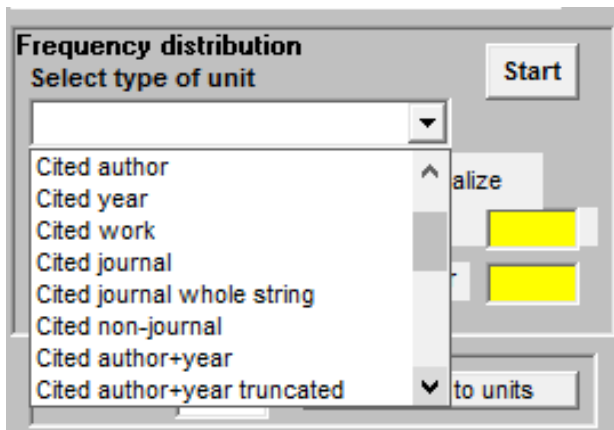 Frequency distribution
Select type of unit
Start
Cited author
Cited year
Cited work
Cited journal
Cited journal whole string
Cited non-journal
Cited author+year
Cited author+year truncated
alize
to units